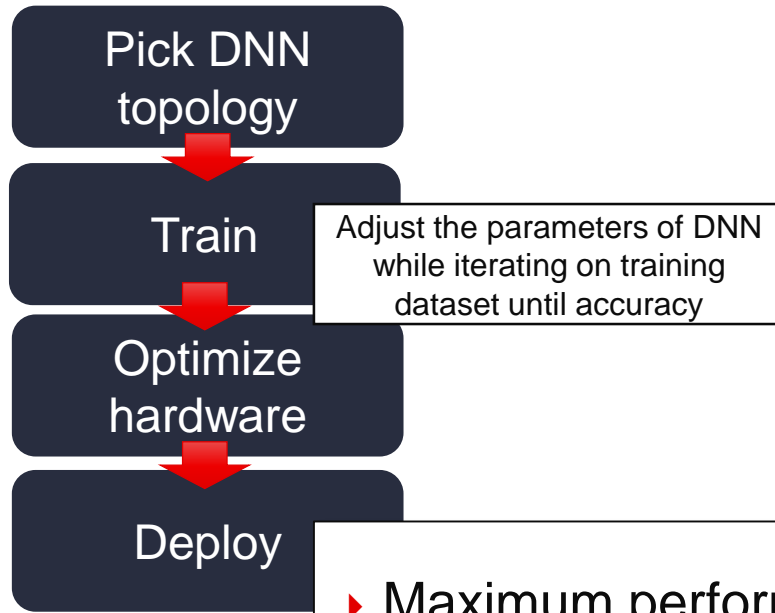 Pick DNN
topology
Train
Adjust the parameters of DNN
while iterating on training
dataset until accuracy
Optimize
hardware
Deploy
Maximum